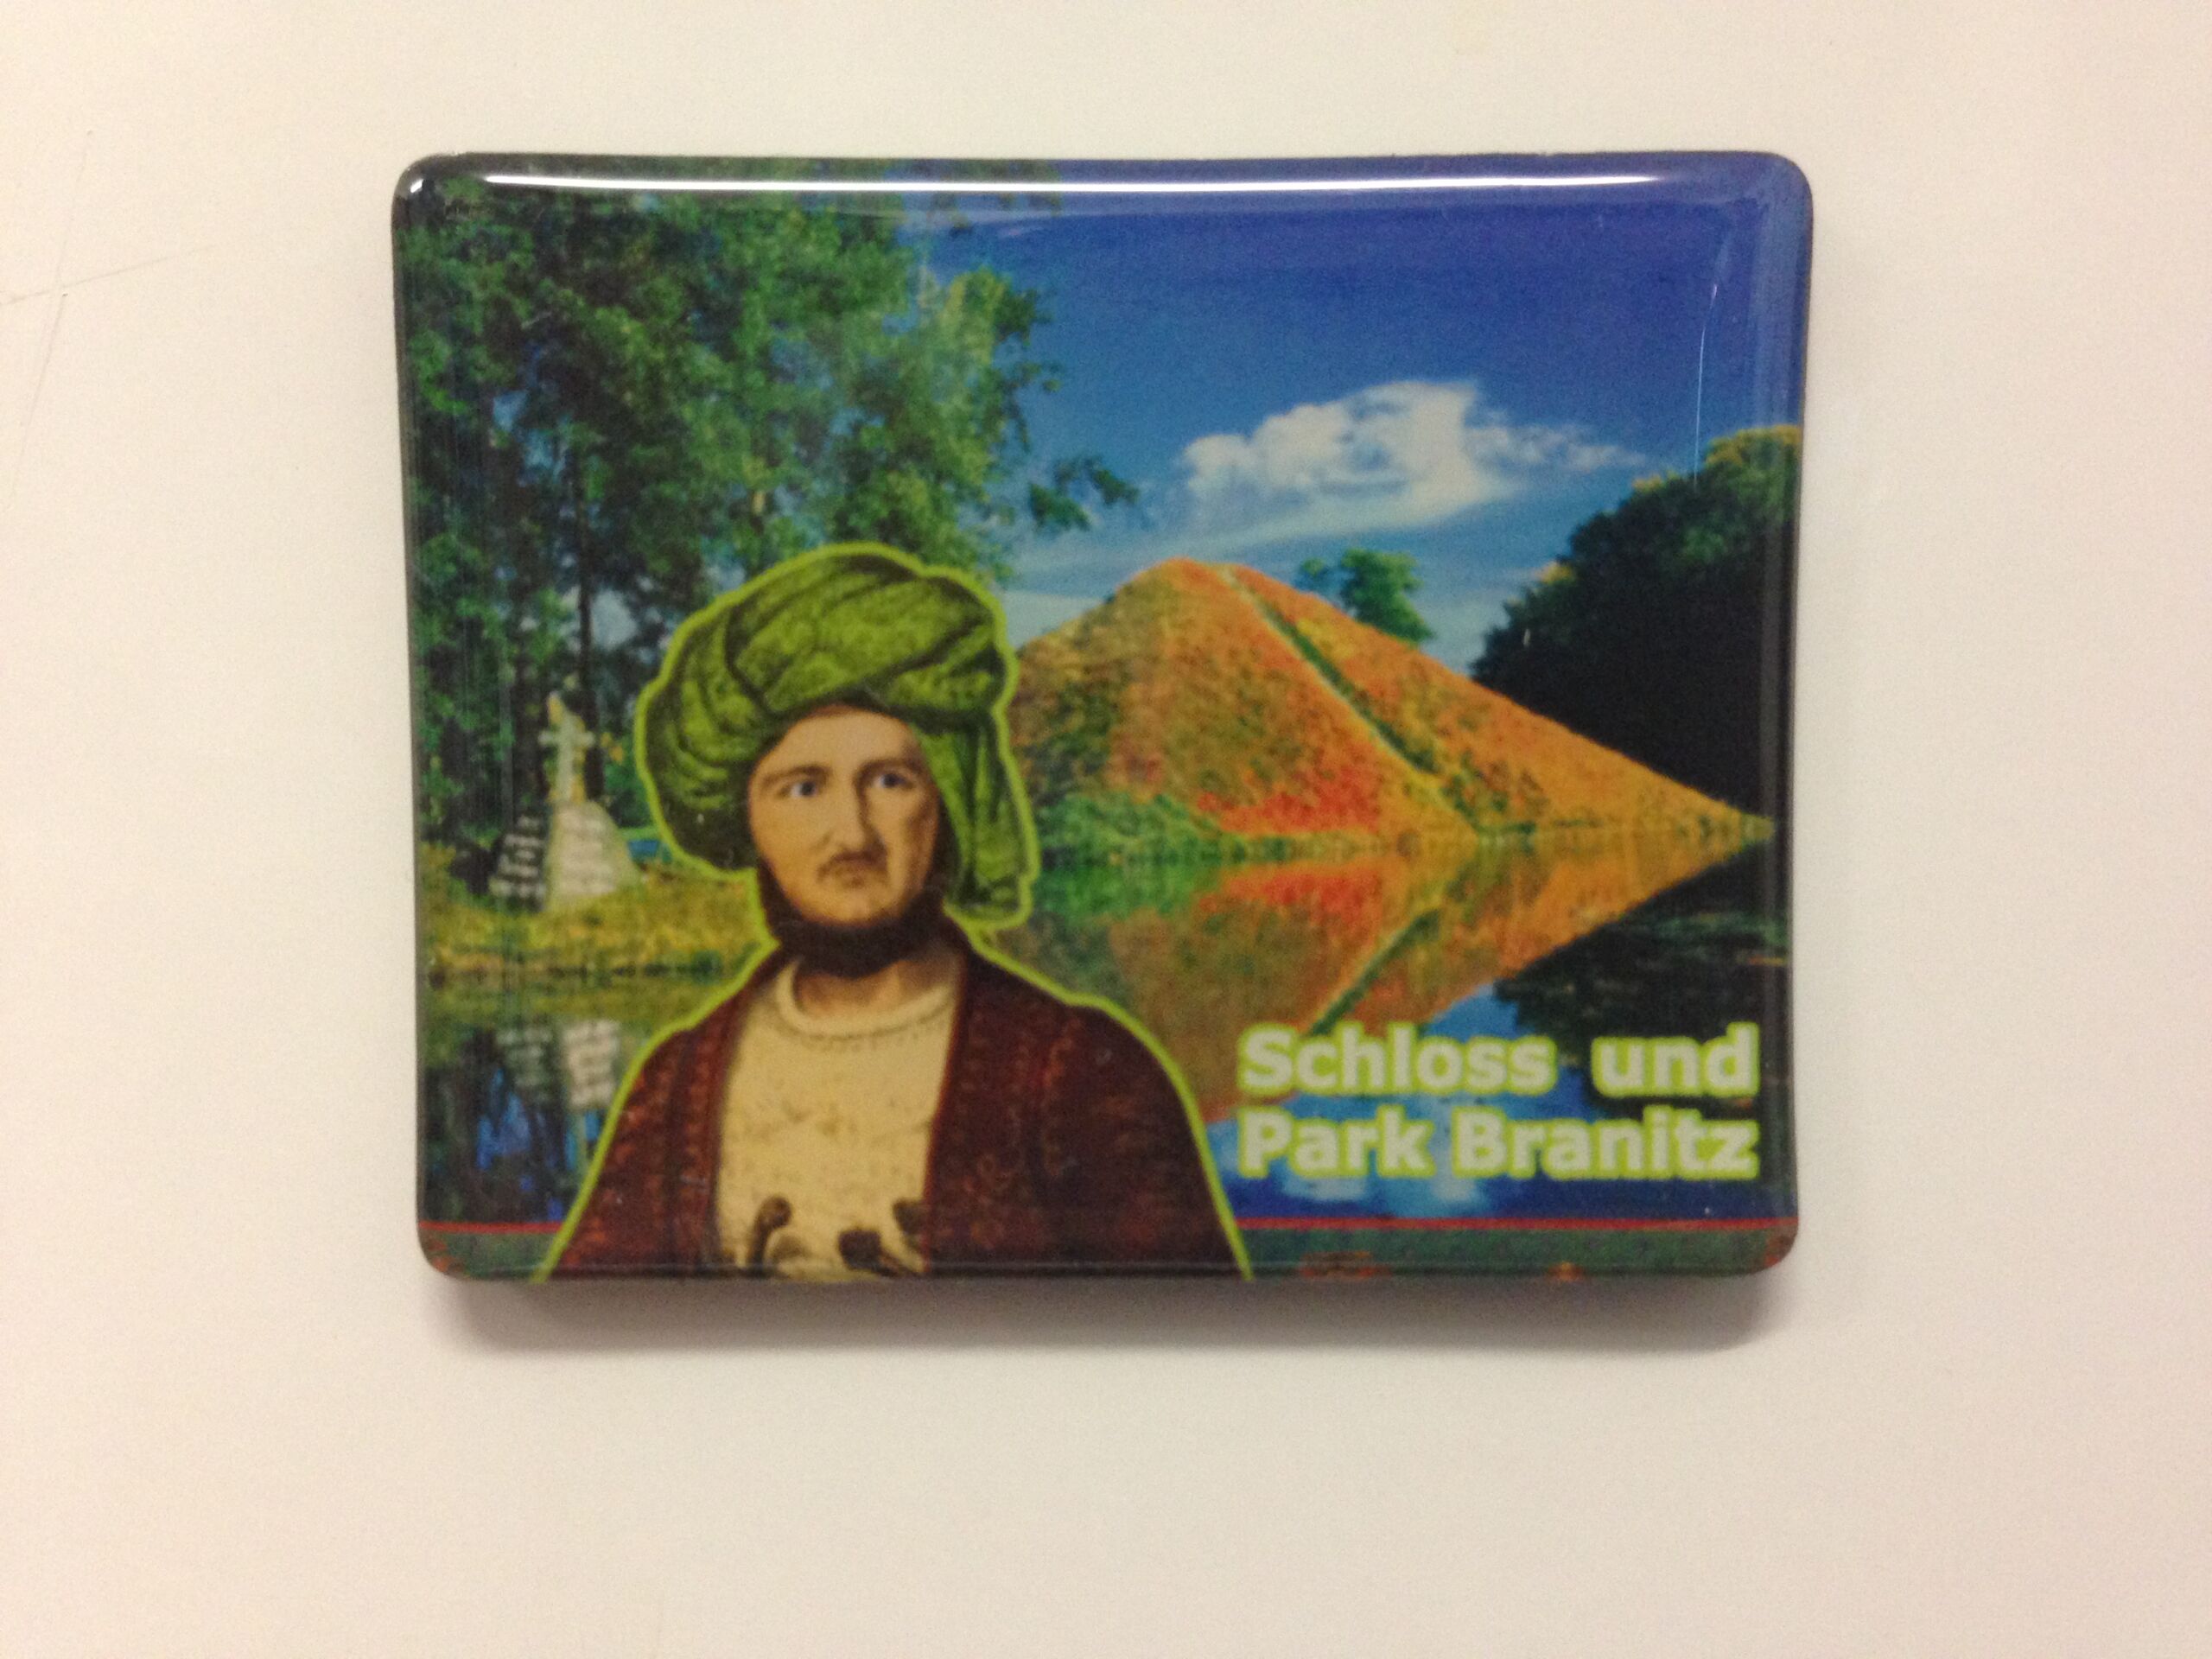 Schloss und
Park Branitz